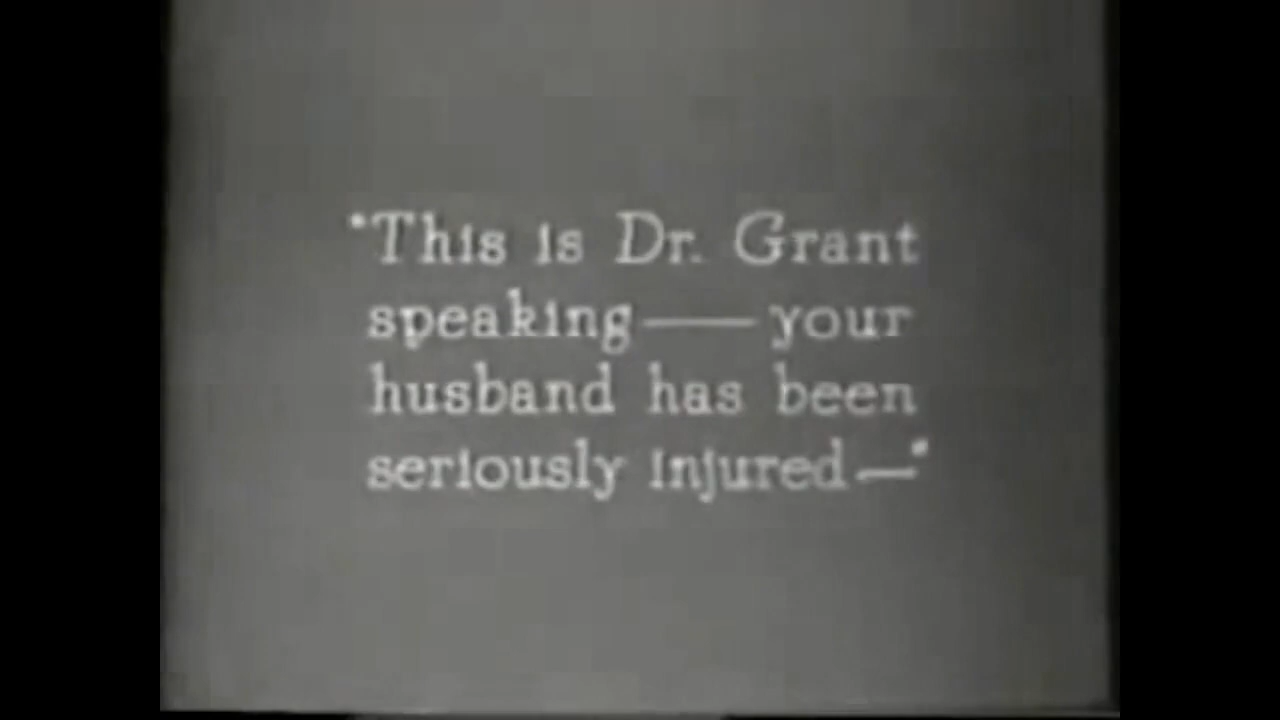 "This is Dr. Grant
speaking——your
husband has been
seriously injured—"